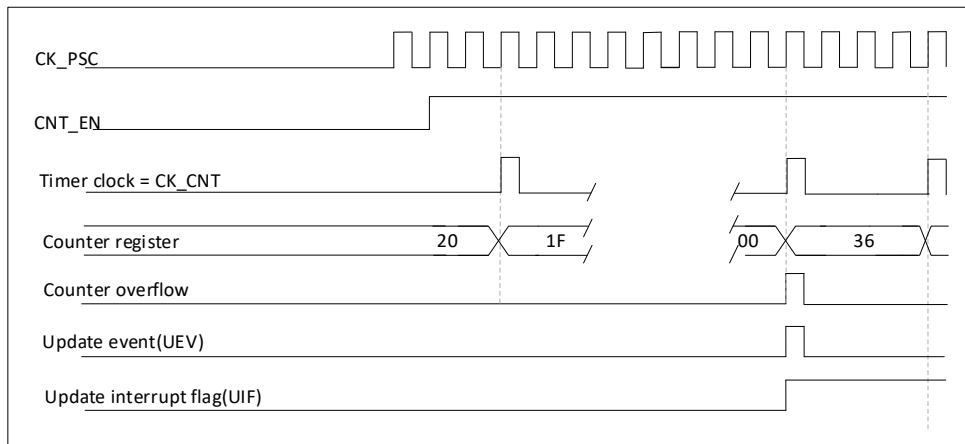 CK_PSC
CNT_EN
Timer clock = CK_CNT
Counter register 20 1F 00 36
Counter overflow
Update event(UEV)
Update interrupt flag(UIF)